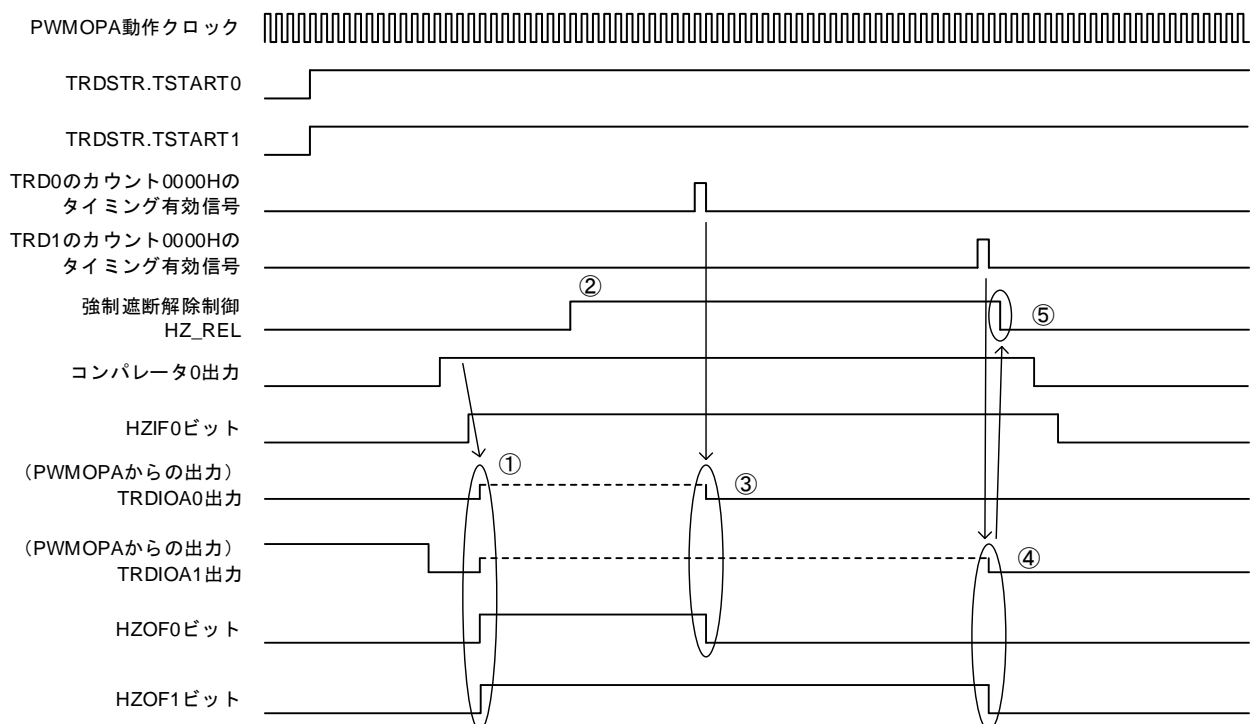 PWMOPA動作クロック
TRDSTR.TSTART0
TRDSTR.TSTART1
TRD0のカウント0000Hの
タイミング有効信号
TRD1のカウント0000Hの
タイミング有効信号
強制遮断解除制御
HZ_REL
②
⑤
コンパレータ0出力
HZIF0ビット
(PWMOPAからの出力)
TRDIOA0出力
①
③
(PWMOPAからの出力)
TRDIOA1出力
④
HZOF0ビット
HZOF1ビット